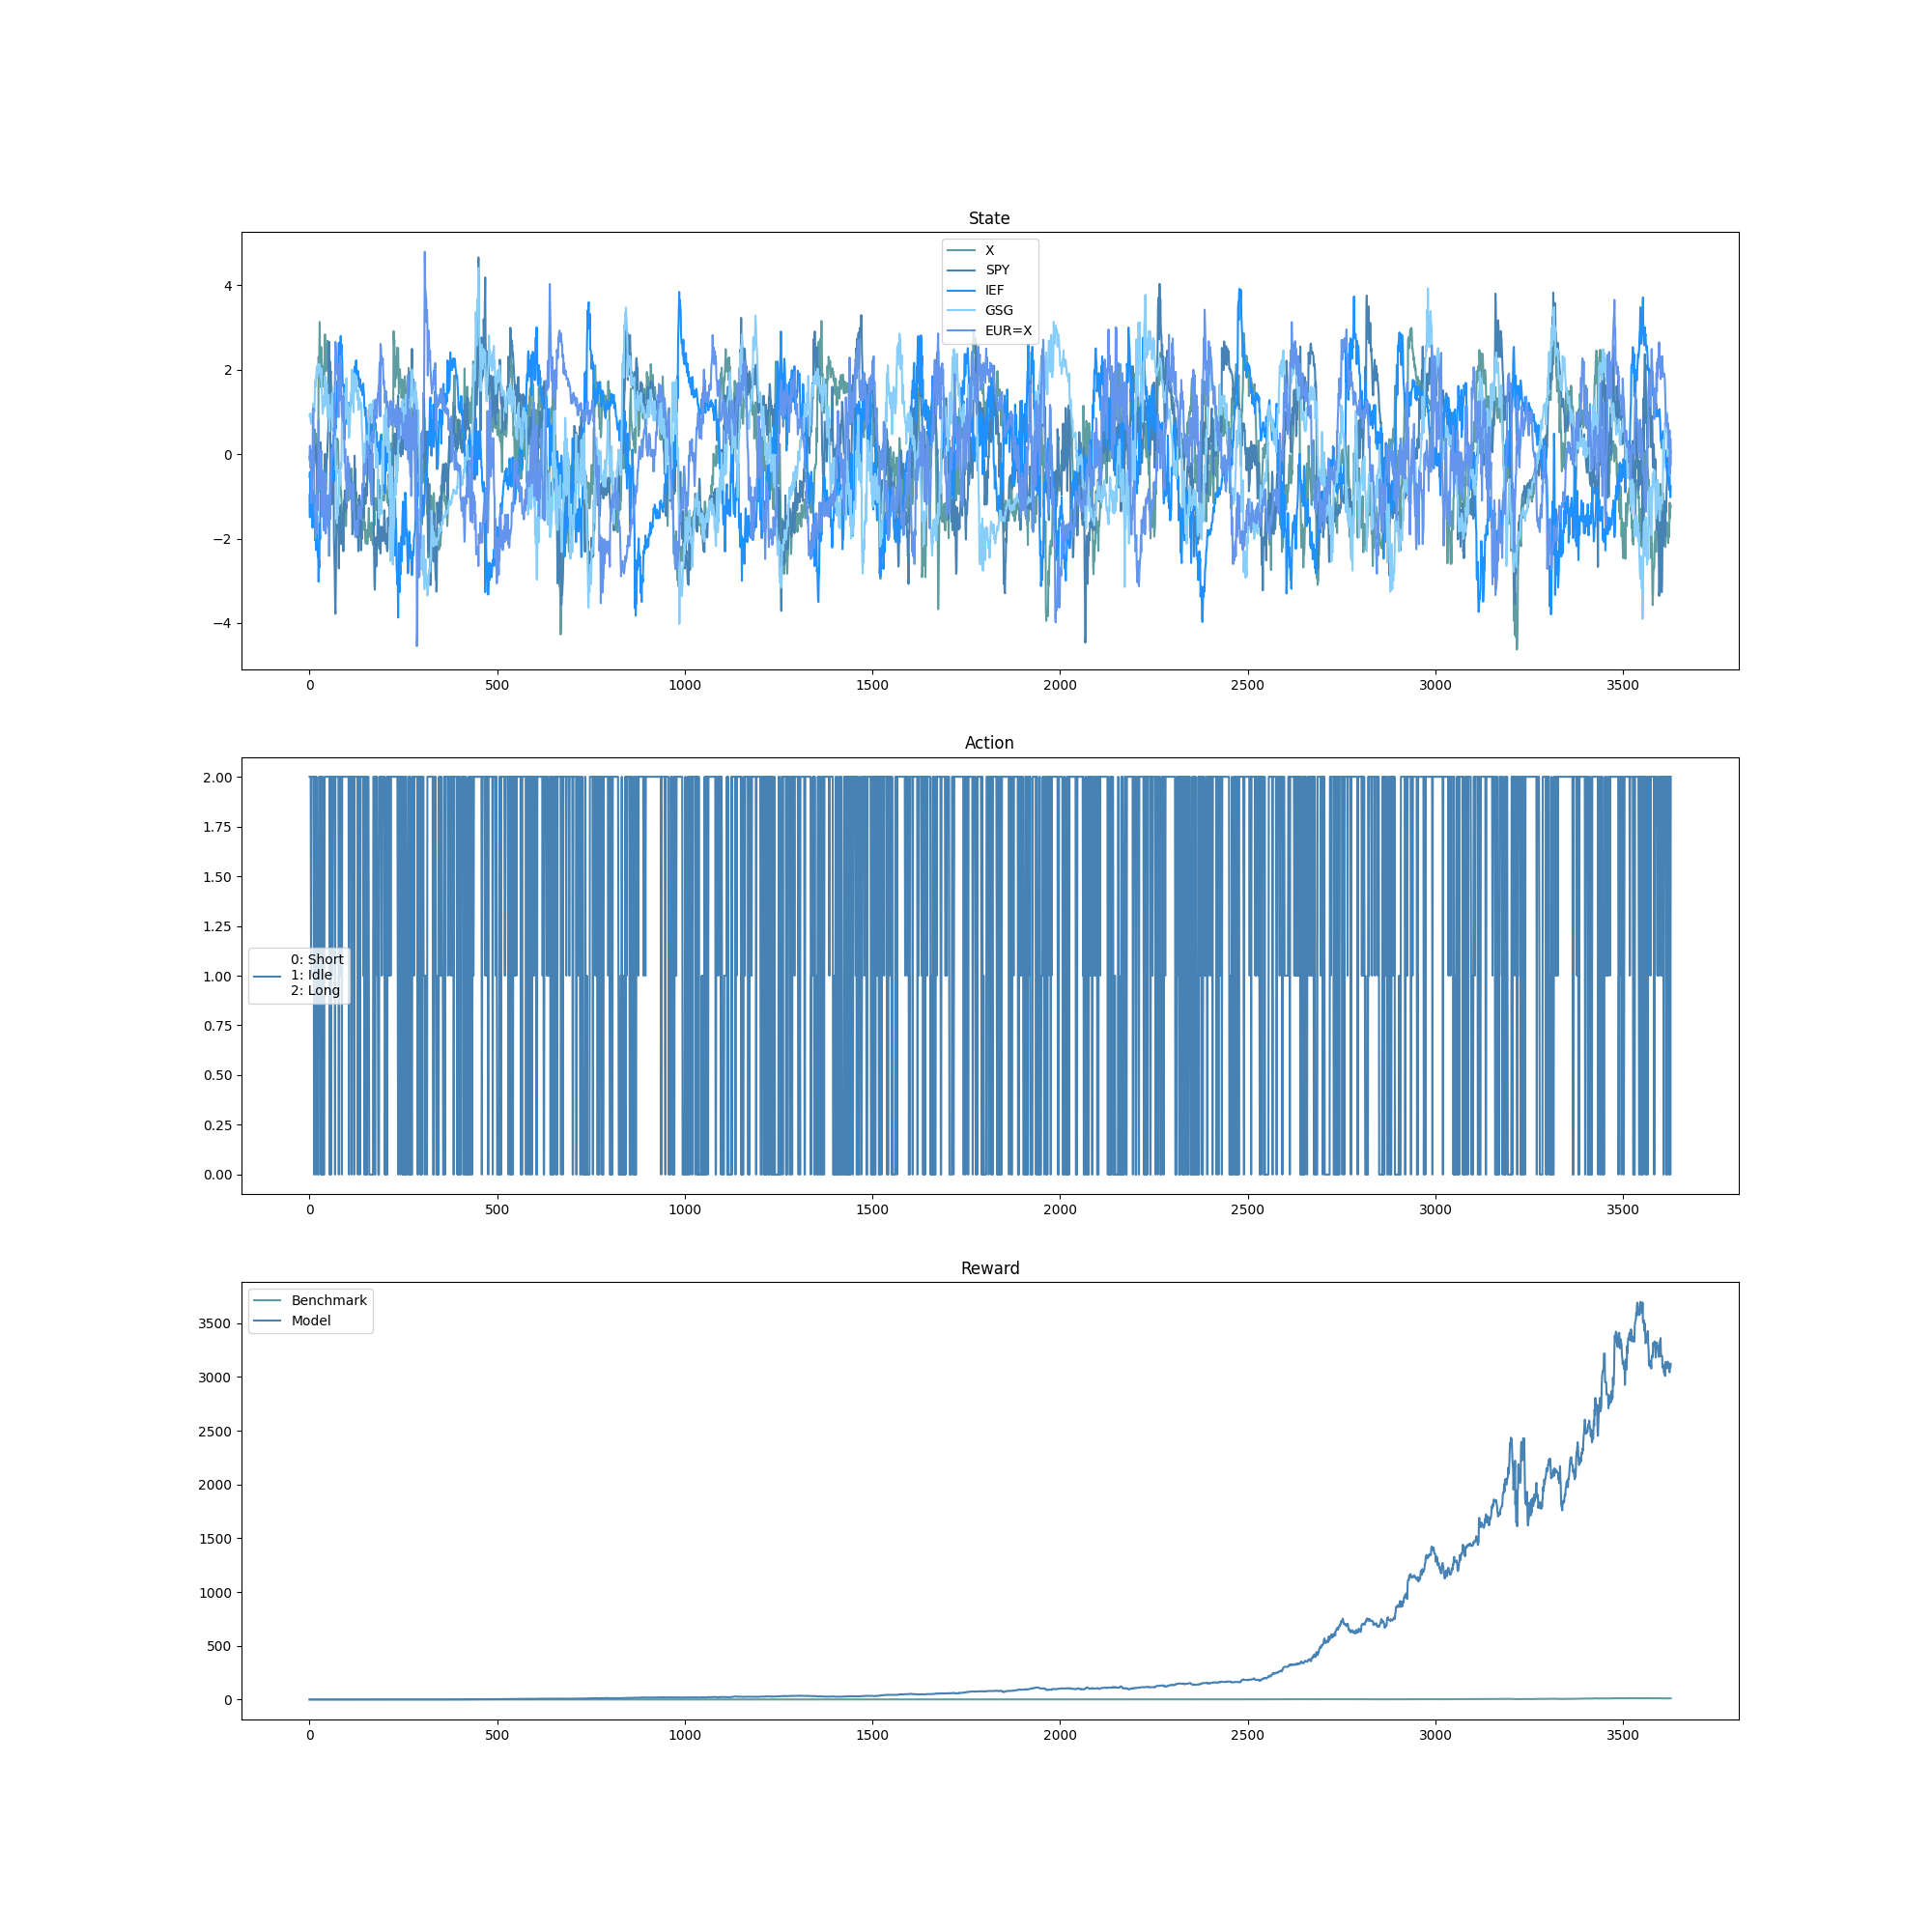 State
X
SPY
IEF
GSG
EUR=X
4
2
0
−2
−4
0 500 1000 1500 2000 2500 3000 3500
Action
2.00
1.75
1.50
1.25
1.00
0.75
0.50
0.25
0.00
0: Short
1: Idle
2: Long
0 500 1000 1500 2000 2500 3000 3500
Reward
Benchmark
Model
3500
3000
2500
2000
1500
1000
500
0
0 500 1000 1500 2000 2500 3000 3500